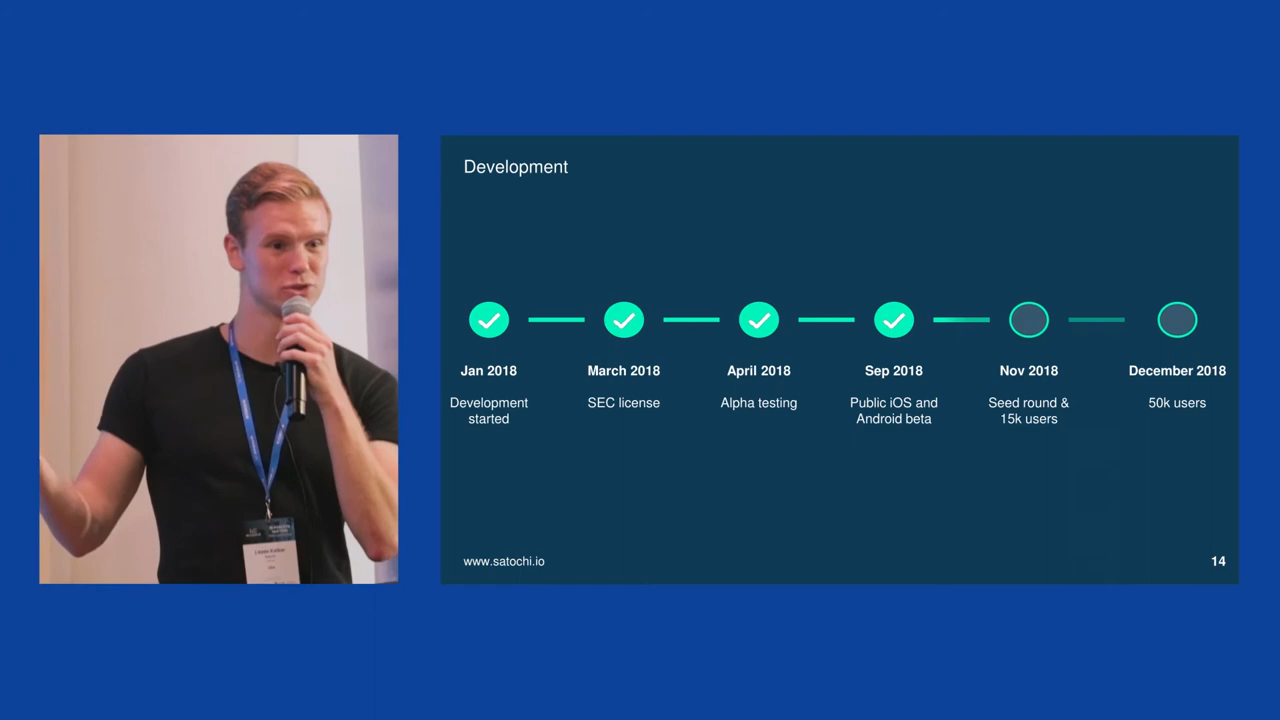 Development
Jan 2018
March 2018
April 2018
Sep 2018
Nov 2018
December 2018
Development
started
SEC license
Alpha testing
Public iOS and
Android beta
Seed round &
15k users
50k users
www.satochi.io
14